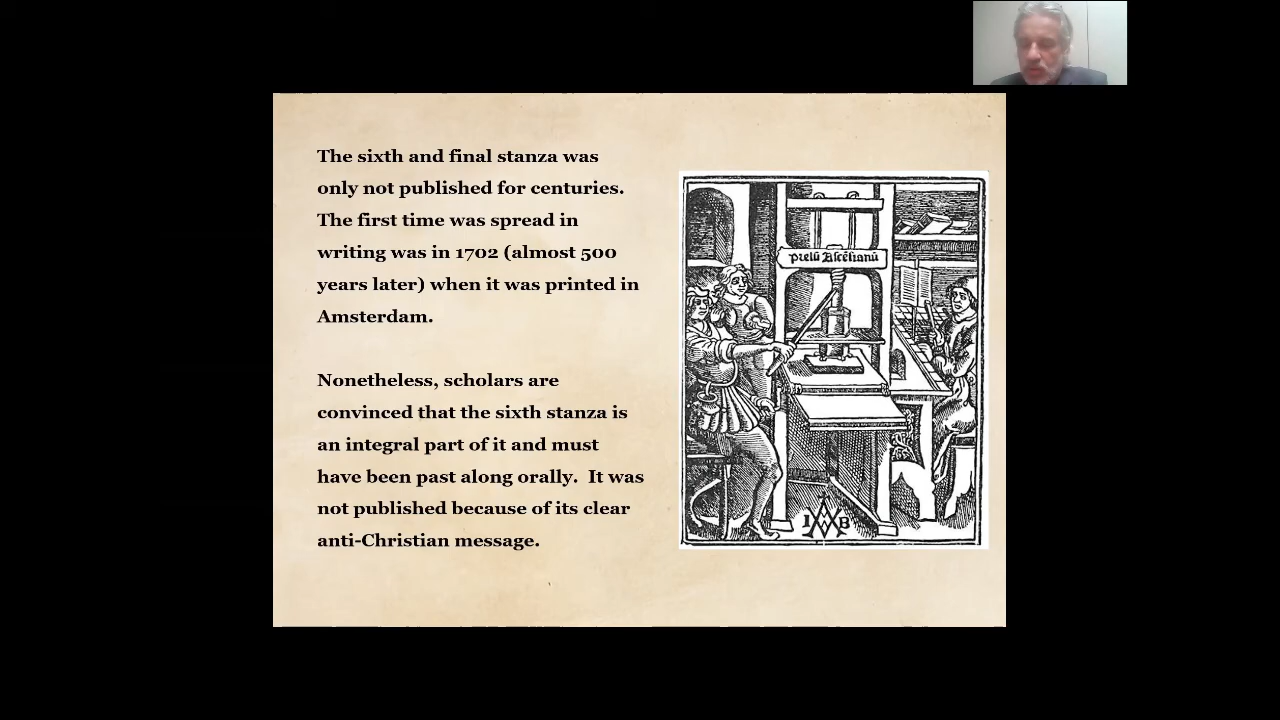 The sixth and final stanza was
only not published for centuries.
The first time was spread in
writing was in 1702 (almost 500
years later) when it was printed in
Amsterdam.
Nonetheless, scholars are
convinced that the sixth stanza is
an integral part of it and must
have been past along orally.  It was
not published because of its clear
anti-Christian message.
Prelū Ascēsianū
I B